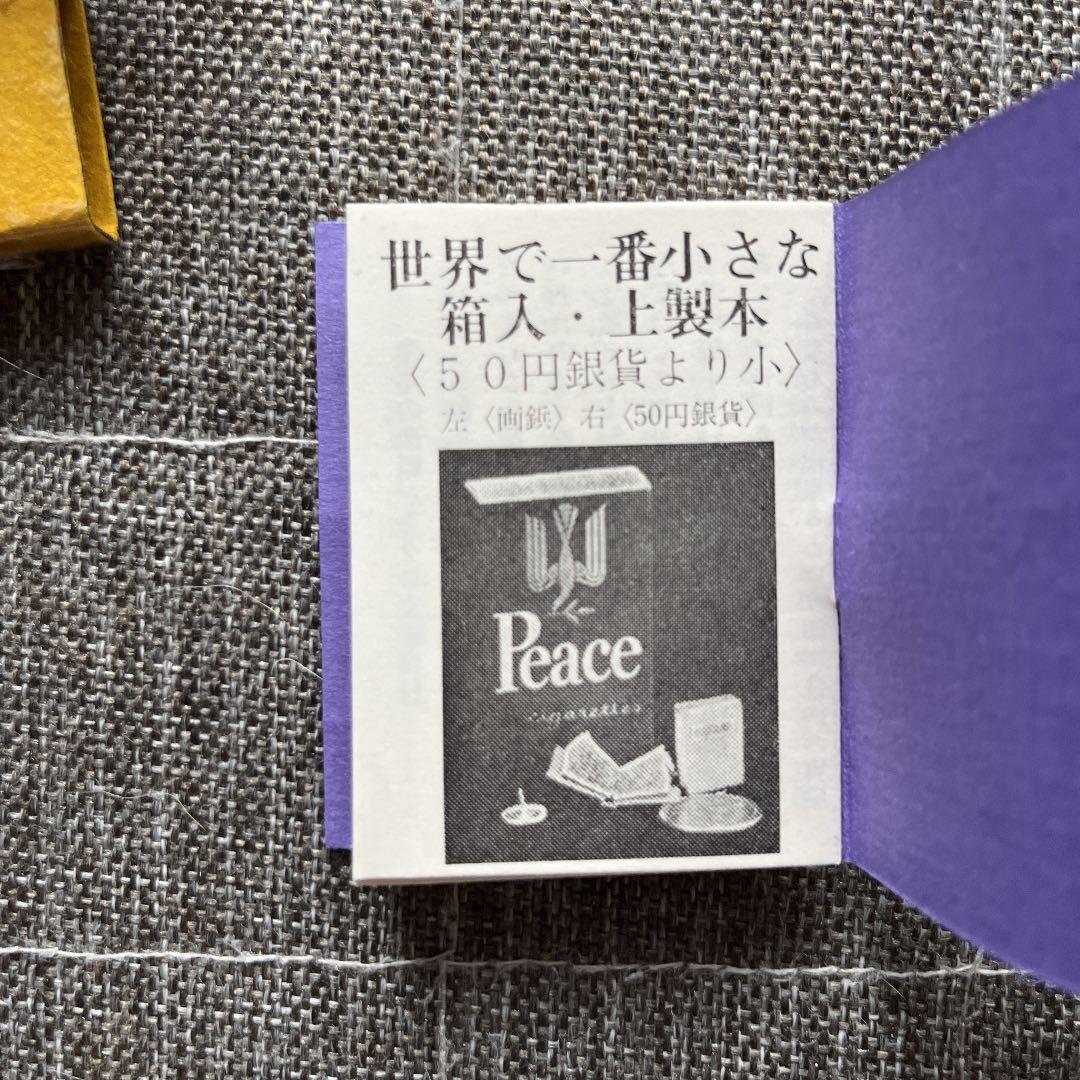 世界で一番小さな
箱入・上製本
〈５０円銀貨より小〉
左〈画鋲〉右〈50円銀貨〉
Peace
cigarettes